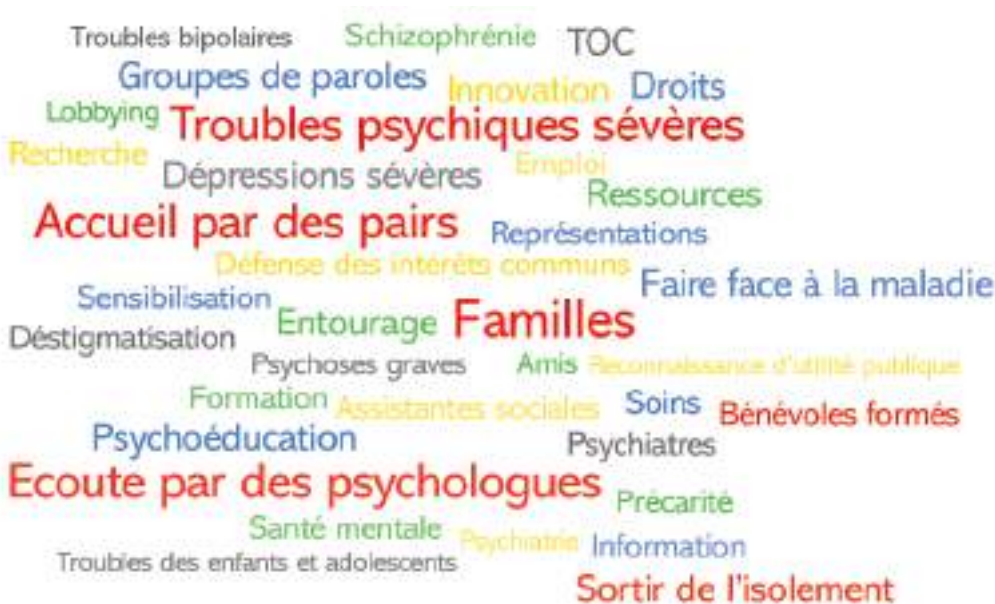 Troubles bipolaires Schizophrénie TOC
Groupes de paroles Innovation Droits
Lobbying Troubles psychiques sévères
Recherche Dépressions sévères Emploi
Ressources
Accueil par des pairs Représentations
Défense des intérêts communs Faire face à la maladie
Sensibilisation Entourage Familles
Déstigmatisation
Psychoses graves Amis Reconnaissance d'utilité publique
Formation Assistantes sociales Soins Bénévoles formés
Psychoéducation Psychiatres
Ecoute par des psychologues Précarité
Santé mentale Psychiatrie Information
Troubles des enfants et adolescents
Sortir de l'isolement